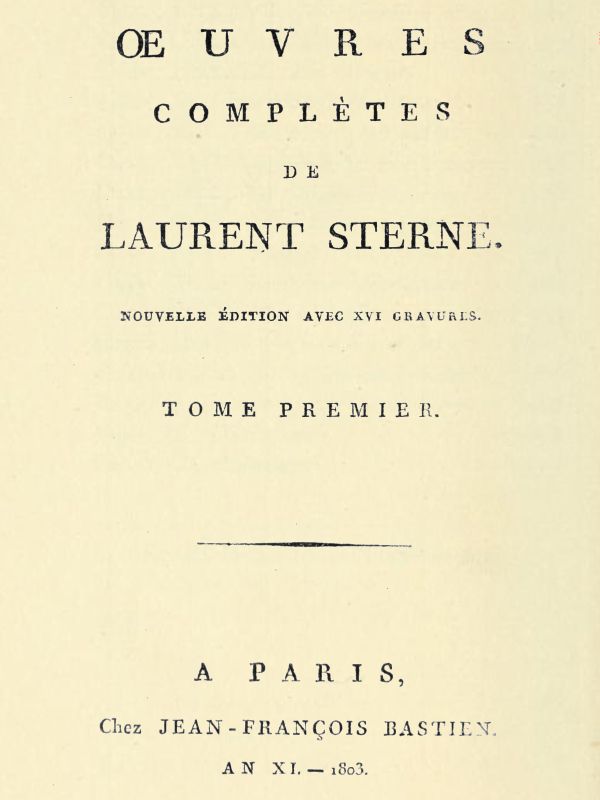 ŒUVRES
COMPLÈTES
DE
LAURENT STERNE.
NOUVELLE ÉDITION AVEC XVI GRAVURES.
TOME PREMIER.
A PARIS,
Chez JEAN-FRANÇOIS BASTIEN.
AN XI. — 1803.